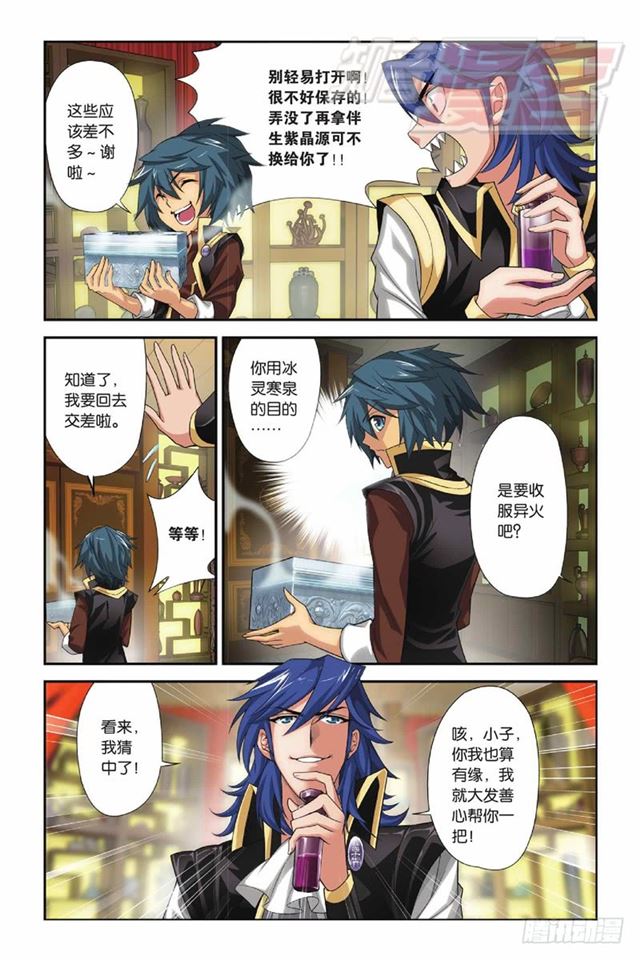 这些应
该差不
多～谢
啦～
别轻易打开啊！
很不好保存的！
弄没了再拿伴
生紫晶源可不
换给你了！！
知道了，
我要回去
交差啦。
等等！
你用冰
灵寒泉
的目的
……
是要收
服异火
吧？
看来，
我猜
中了！
咳，小子，
你我也算
有缘，我
就大发善
心帮你一
把！
腾讯动漫